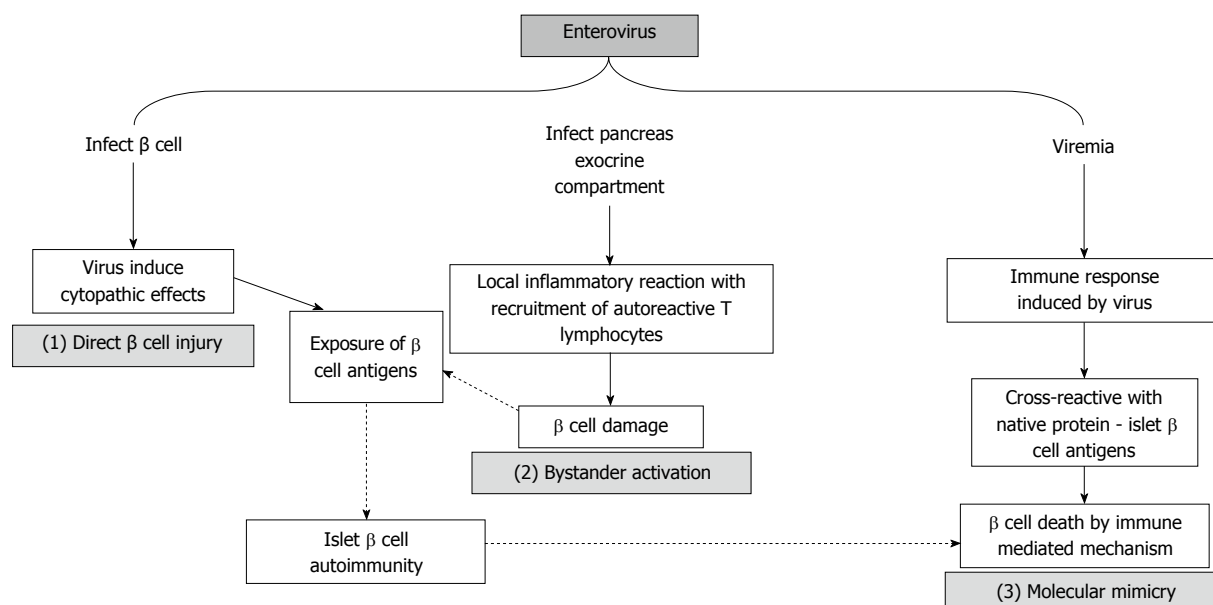 Enterovirus
Infect β cell
Infect pancreas
exocrine
compartment
Viremia
Virus induce
cytopathic effects
(1) Direct β cell injury
Exposure of β
cell antigens
Local inflammatory reaction with
recruitment of autoreactive T
lymphocytes
β cell damage
(2) Bystander activation
Immune response
induced by virus
Cross-reactive with
native protein - islet β
cell antigens
Islet β cell
autoimmunity
β cell death by immune
mediated mechanism
(3) Molecular mimicry